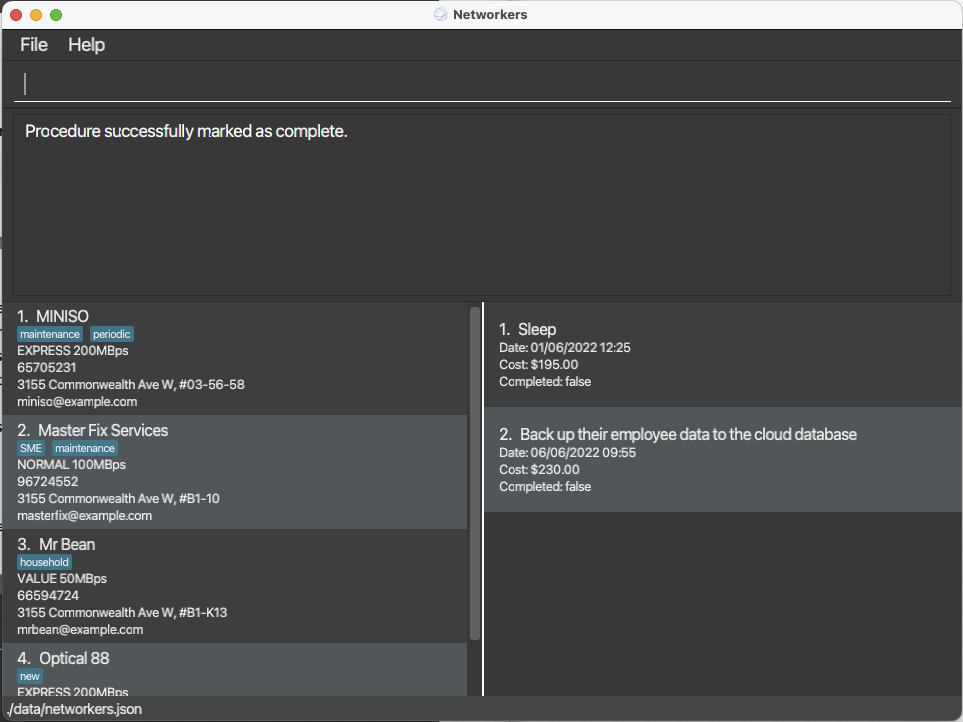 Networkers
File Help
Procedure successfully marked as complete.
1. MINISO
maintenance periodic
EXPRESS 200MBps
65705231
3155 Commonwealth Ave W, #03-56-58
miniso@example.com
2. Master Fix Services
SME maintenance
NORMAL 100MBps
96724552
3155 Commonwealth Ave W, #B1-10
masterfix@example.com
3. Mr Bean
household
VALUE 50MBps
66594724
3155 Commonwealth Ave W, #B1-K13
mrbean@example.com
4. Optical 88
new
EXPRESS 200MBps
1. Sleep
Date: 01/06/2022 12:25
Cost: $195.00
Completed: false
2. Back up their employee data to the cloud database
Date: 06/06/2022 09:55
Cost: $230.00
Completed: false
./data/networkers.json